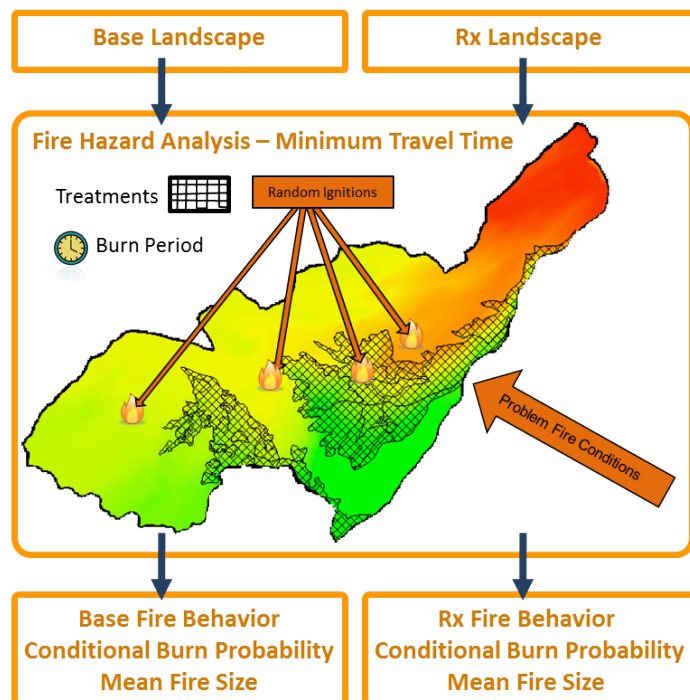 Base Landscape
Rx Landscape
Fire Hazard Analysis – Minimum Travel Time
Treatments
Random Ignitions
Burn Period
Problem Fire Conditions
Base Fire Behavior
Conditional Burn Probability
Mean Fire Size
Rx Fire Behavior
Conditional Burn Probability
Mean Fire Size